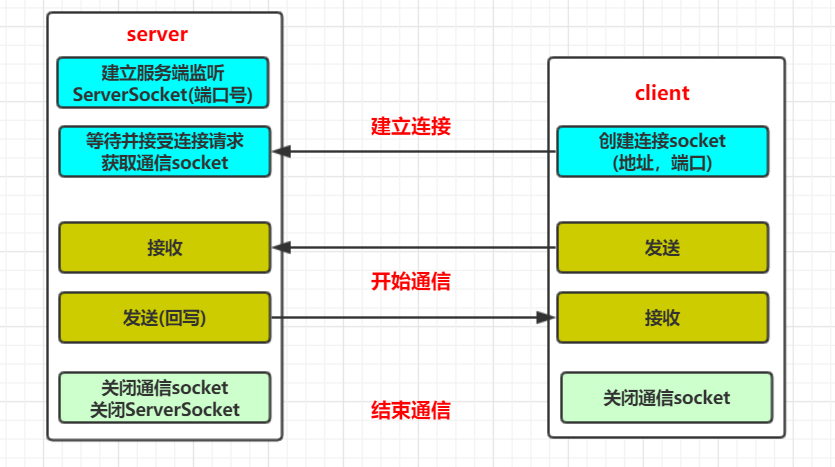 server
建立服务端监听
ServerSocket(端口号)
等待并接受连接请求
获取通信socket
接收
发送(回写)
关闭通信socket
关闭ServerSocket
建立连接
开始通信
结束通信
client
创建连接socket
(地址，端口)
发送
接收
关闭通信socket